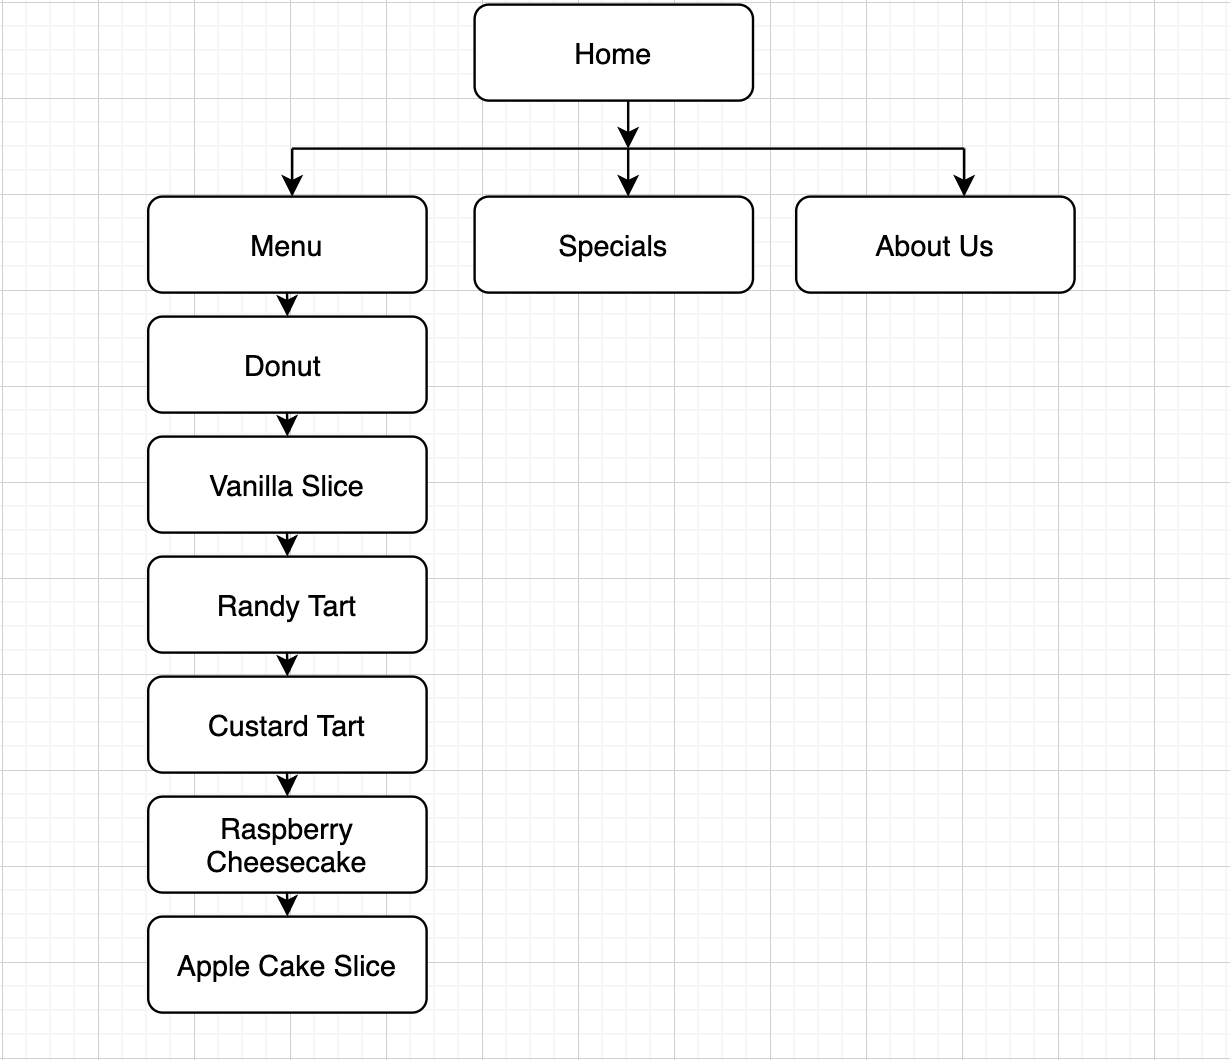 Home
Menu
Specials
About Us
Donut
Vanilla Slice
Randy Tart
Custard Tart
Raspberry
Cheesecake
Apple Cake Slice